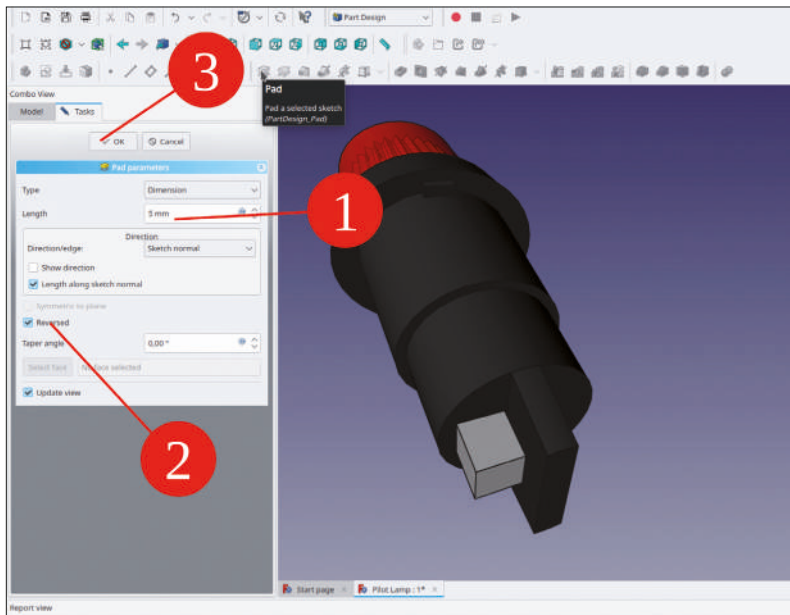 Part Design
3
Combo View
Model
Tasks
Pad
Pad a selected sketch
(PartDesign_Pad)
OK
Cancel
Pad parameters
Type
Dimension
Length
5 mm
1
Direction
Direction/edge:
Sketch normal
Show direction
Length along sketch normal
Symmetric to plane
Reversed
Taper angle
0,00 °
Select face
No face selected
Update view
2
Start page
Pilot Lamp : 1*
Report view